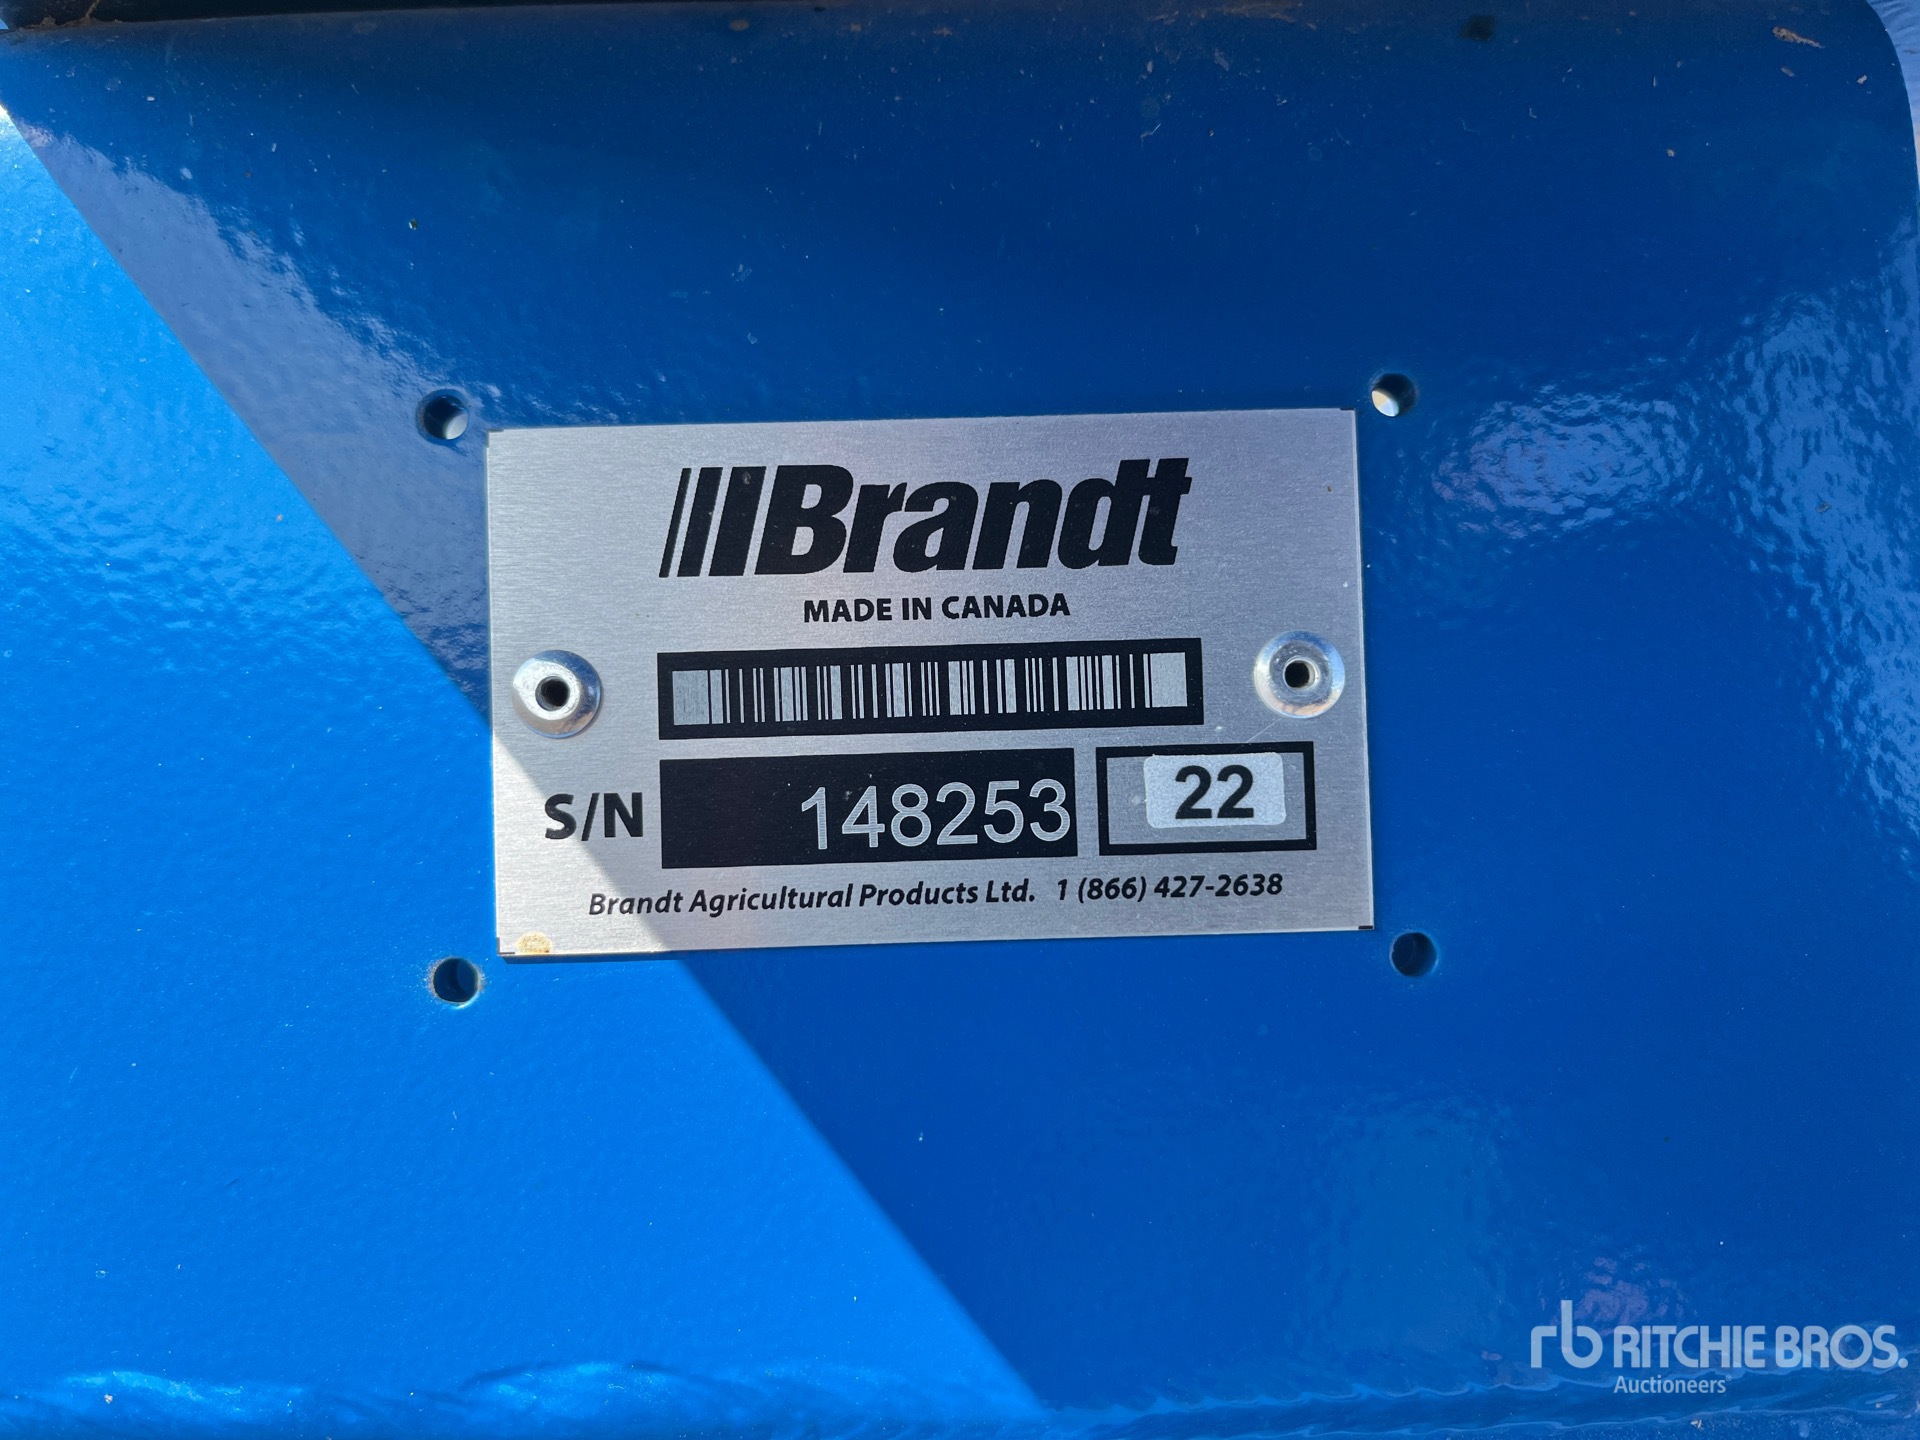 Brandt
MADE IN CANADA
S/N 148253 22
Brandt Agricultural Products Ltd. 1 (866) 427-2638
rb RITCHIE BROS.
Auctioneers